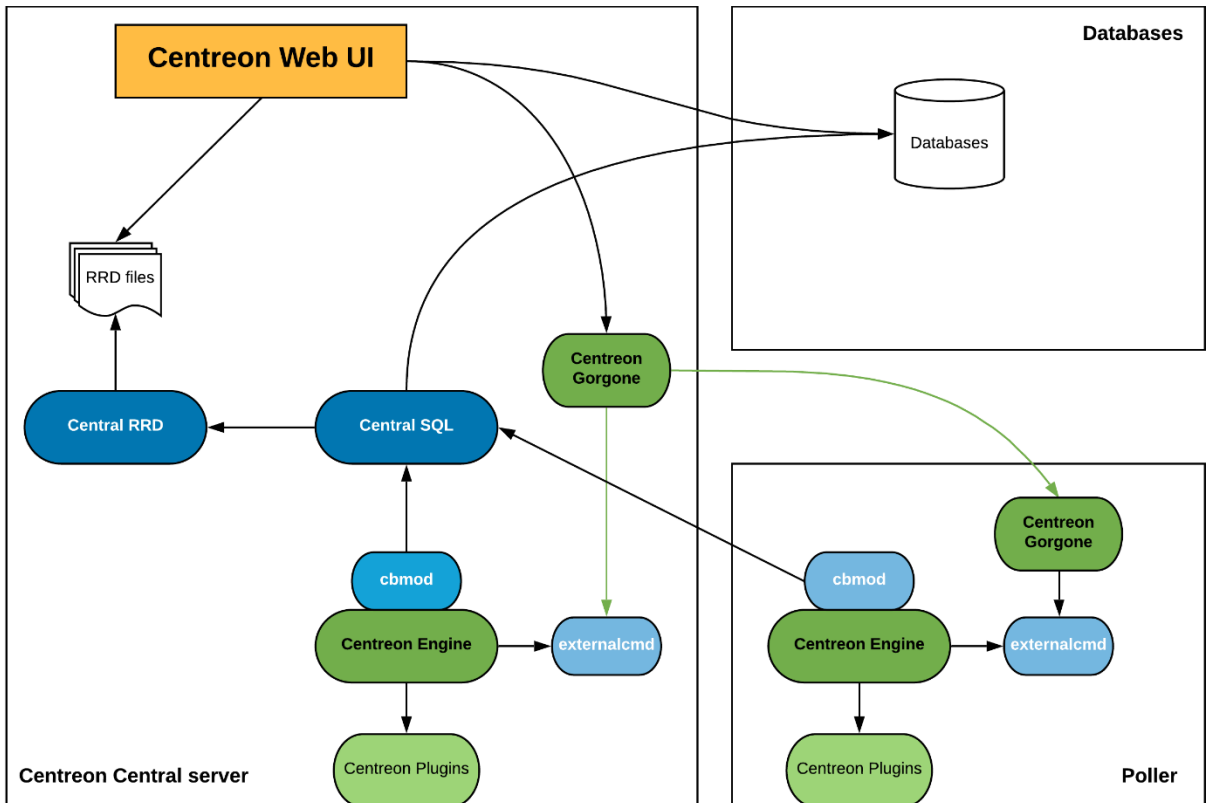 Centreon Web UI
Databases
Databases
RRD files
Centreon
Gorgone
Central RRD
Central SQL
Centreon
Gorgone
cbmod
cbmod
Centreon Engine
externalcmd
Centreon Engine
externalcmd
Centreon Plugins
Centreon Plugins
Centreon Central server
Poller